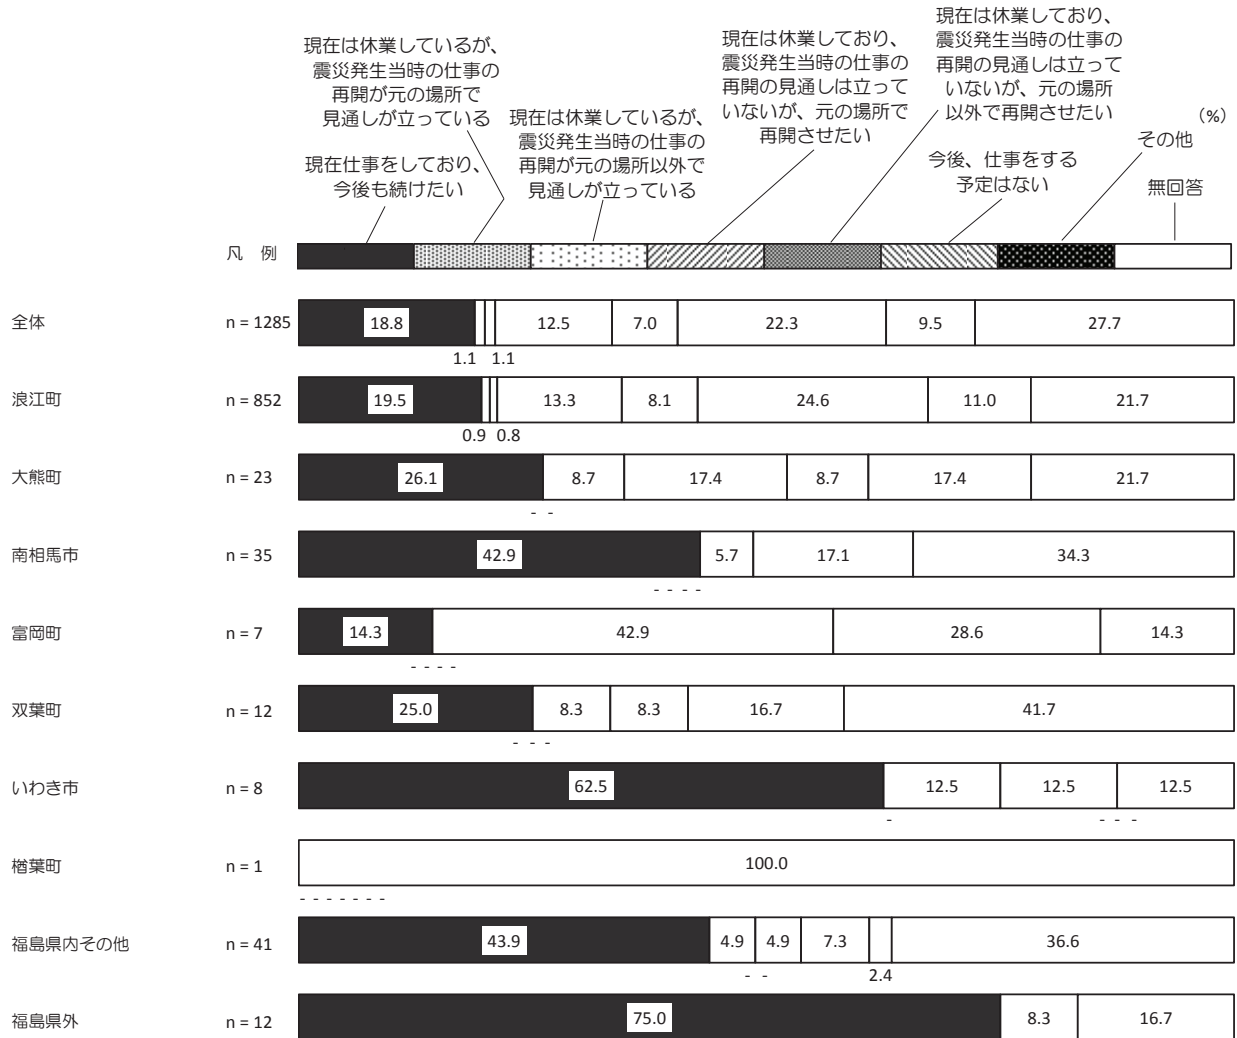 現在は休業しているが、
震災発生当時の仕事の
再開が元の場所で
見通しが立っている
現在仕事をしており、
今後も続けたい
現在は休業しているが、
震災発生当時の仕事の
再開が元の場所以外で
見通しが立っている
現在は休業しており、
震災発生当時の仕事の
再開の見通しは立って
いないが、元の場所で
再開させたい
現在は休業しており、
震災発生当時の仕事の
再開の見通しは立って
いないが、元の場所
以外で再開させたい
今後、仕事をする
予定はない
その他
(%)
無回答
凡 例
全体 n = 1285 18.8 12.5 7.0 22.3 9.5 27.7
1.1 1.1
浪江町 n = 852 19.5 13.3 8.1 24.6 11.0 21.7
0.9 0.8
大熊町 n = 23 26.1 8.7 17.4 8.7 17.4 21.7
- -
南相馬市 n = 35 42.9 5.7 17.1 34.3
- - - -
富岡町 n = 7 14.3 42.9 28.6 14.3
- - - -
双葉町 n = 12 25.0 8.3 8.3 16.7 41.7
- - -
いわき市 n = 8 62.5 12.5 12.5 12.5
- - - -
楢葉町 n = 1 100.0
- - - - - - -
福島県内その他 n = 41 43.9 4.9 4.9 7.3 36.6
- - 2.4
福島県外 n = 12 75.0 8.3 16.7